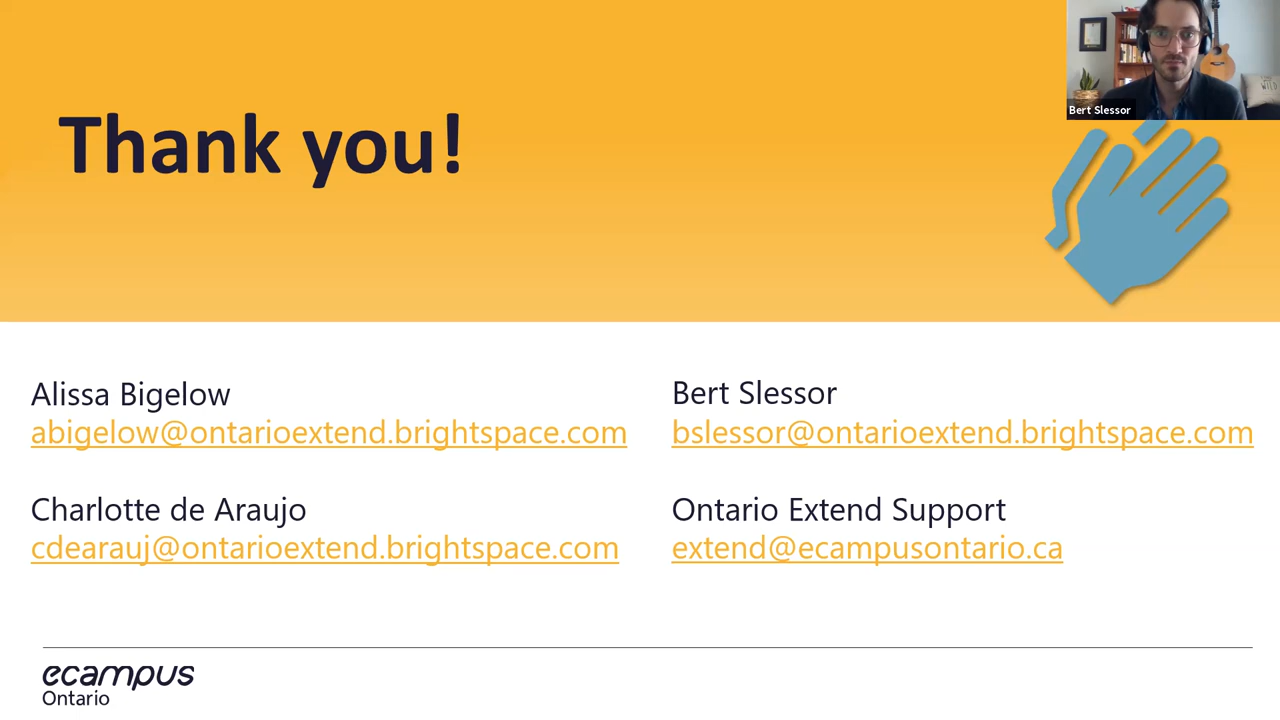 Thank you!
Bert Slessor
Alissa Bigelow
abigelow@ontarioextend.brightspace.com
Charlotte de Araujo
cdearauj@ontarioextend.brightspace.com
Bert Slessor
bslessor@ontarioextend.brightspace.com
Ontario Extend Support
extend@ecampusontario.ca
ecampus
Ontario